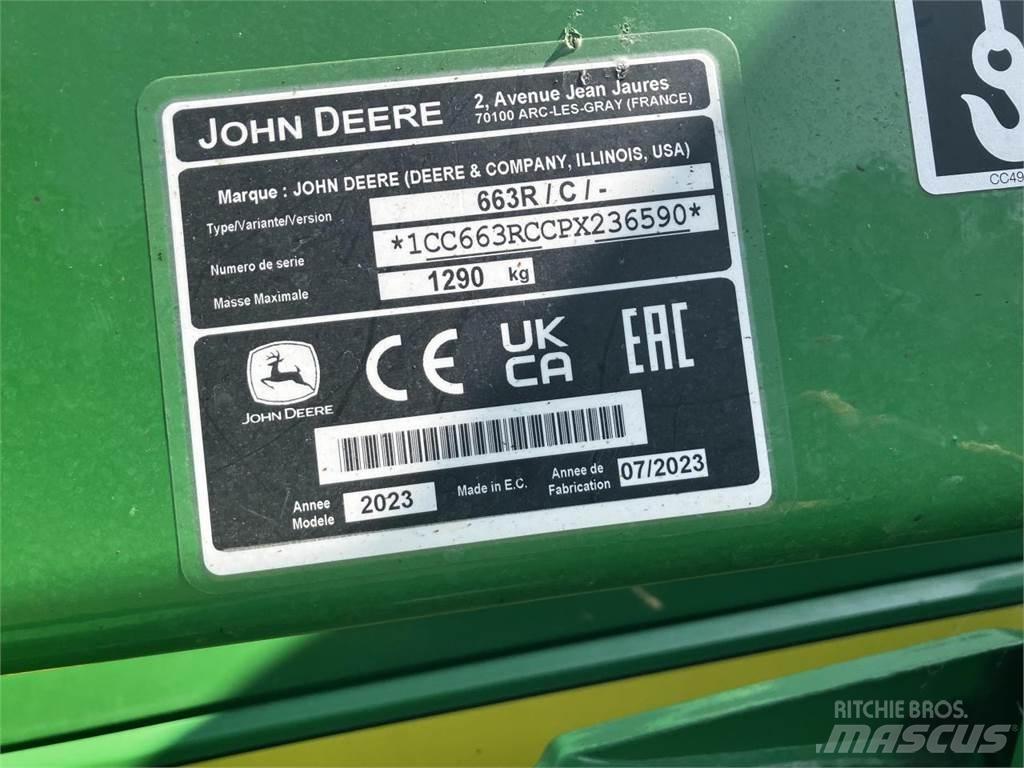 JOHN DEERE
2, Avenue Jean Jaures
70100 ARC-LES-GRAY (FRANCE)
Marque : JOHN DEERE (DEERE & COMPANY, ILLINOIS, USA)
Type/Variante/Version 663R / C / -
Numero de serie *1CC663RCCPX236590*
Masse Maximale 1290 kg
JOHN DEERE
CE
UK
CA
EAC
Annee
Modele
2023
Made in E.C.
Annee de
Fabrication
07/2023
CC49
RITCHIE BROS.
MASCUS